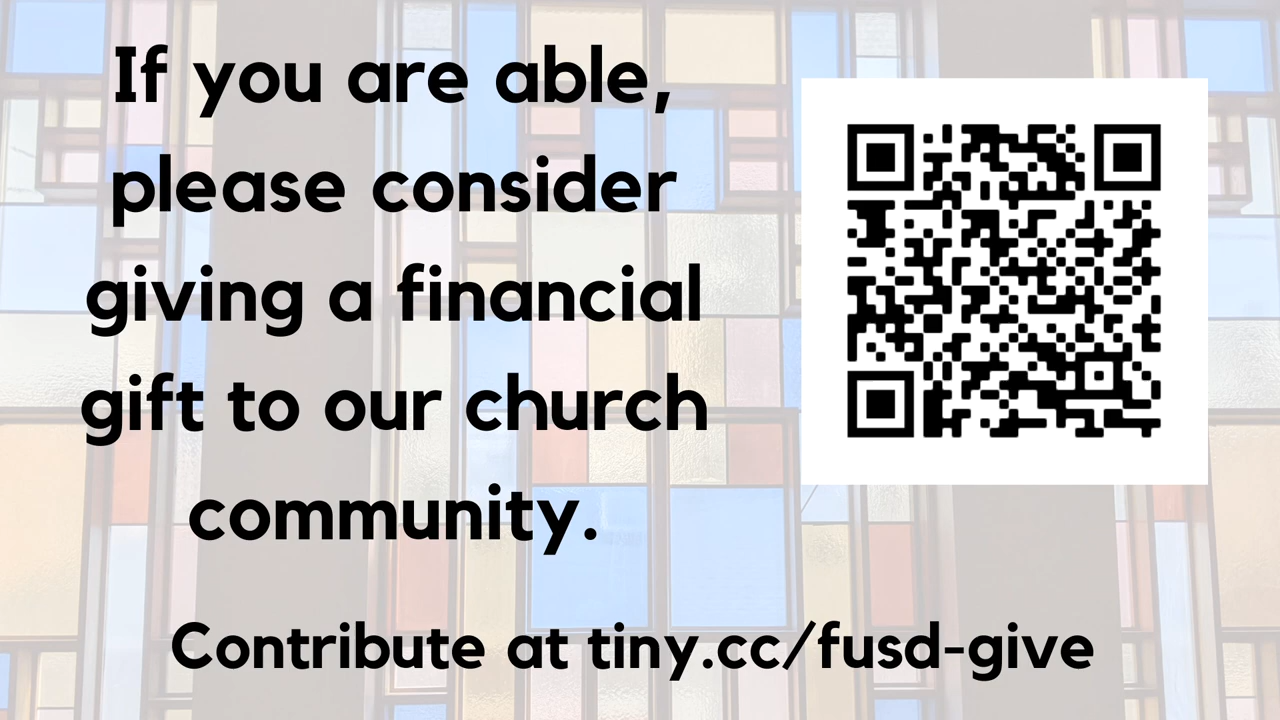 If you are able,
please consider
giving a financial
gift to our church
community.
Contribute at tiny.cc/fusd-give